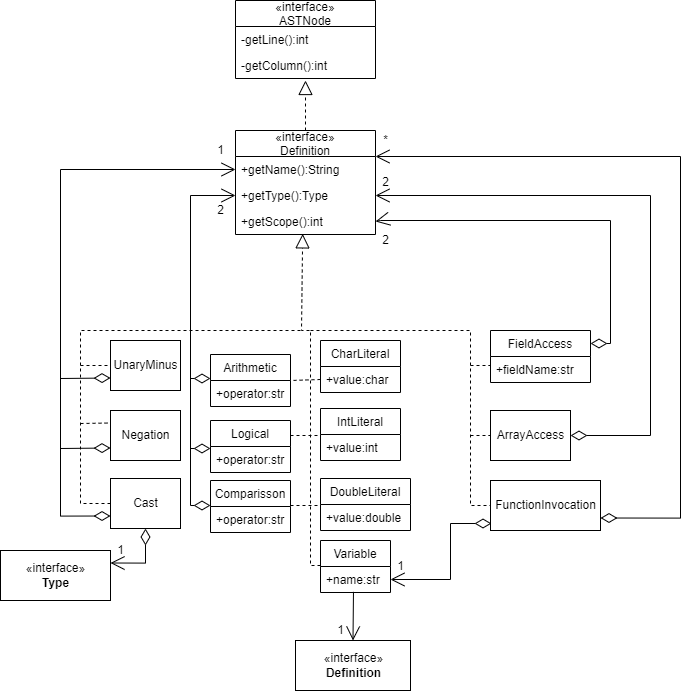 «interface»
ASTNode
-getLine():int
-getColumn():int
«interface»
Definition
+getName():String
+getType():Type
+getScope():int
1
2
*
2
2
UnaryMinus
Negation
Cast
1
«interface»
Type
Arithmetic
+operator:str
Logical
+operator:str
Comparisson
+operator:str
CharLiteral
+value:char
IntLiteral
+value:int
DoubleLiteral
+value:double
Variable
+name:str
1
1
«interface»
Definition
FieldAccess
+fieldName:str
ArrayAccess
FunctionInvocation